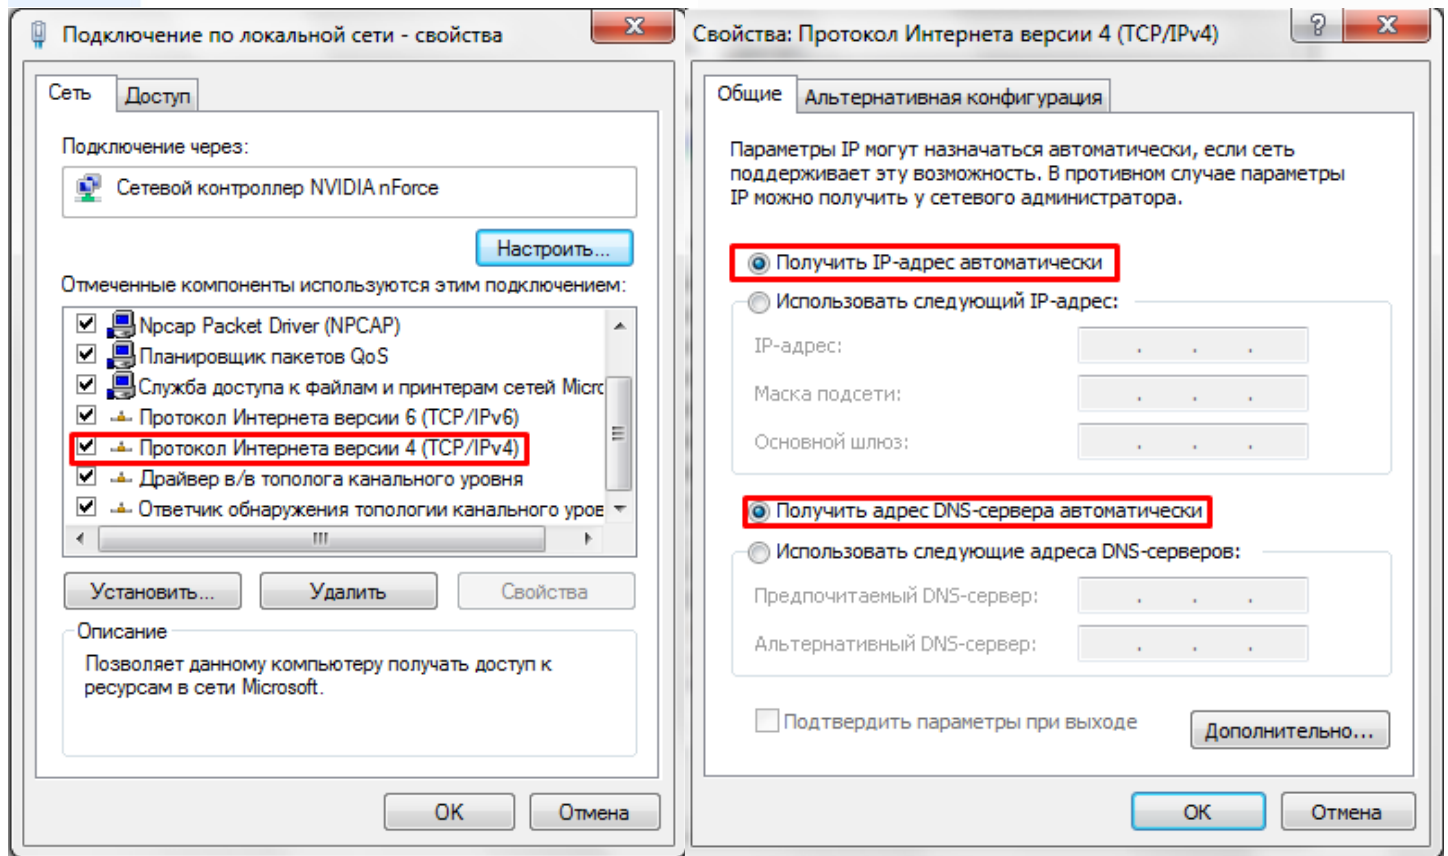 Подключение по локальной сети - свойства
Сеть
Доступ
Подключение через:
Сетевой контроллер NVIDIA nForce
Настроить...
Отмеченные компоненты используются этим подключением:
Npcap Packet Driver (NPCAP)
Планировщик пакетов QoS
Служба доступа к файлам и принтерам сетей Micro
Протокол Интернета версии 6 (TCP/IPv6)
Протокол Интернета версии 4 (TCP/IPv4)
Драйвер в/в тополога канального уровня
Ответчик обнаружения топологии канального уров
Установить...
Удалить
Свойства
Описание
Позволяет данному компьютеру получать доступ к
ресурсам в сети Microsoft.
OK
Отмена
Свойства: Протокол Интернета версии 4 (TCP/IPv4)
Общие
Альтернативная конфигурация
Параметры IP могут назначаться автоматически, если сеть
поддерживает эту возможность. В противном случае параметры
IP можно получить у сетевого администратора.
Получить IP-адрес автоматически
Использовать следующий IP-адрес:
IP-адрес:
Маска подсети:
Основной шлюз:
Получить адрес DNS-сервера автоматически
Использовать следующие адреса DNS-серверов:
Предпочитаемый DNS-сервер:
Альтернативный DNS-сервер:
Подтвердить параметры при выходе
Дополнительно...
OK
Отмена